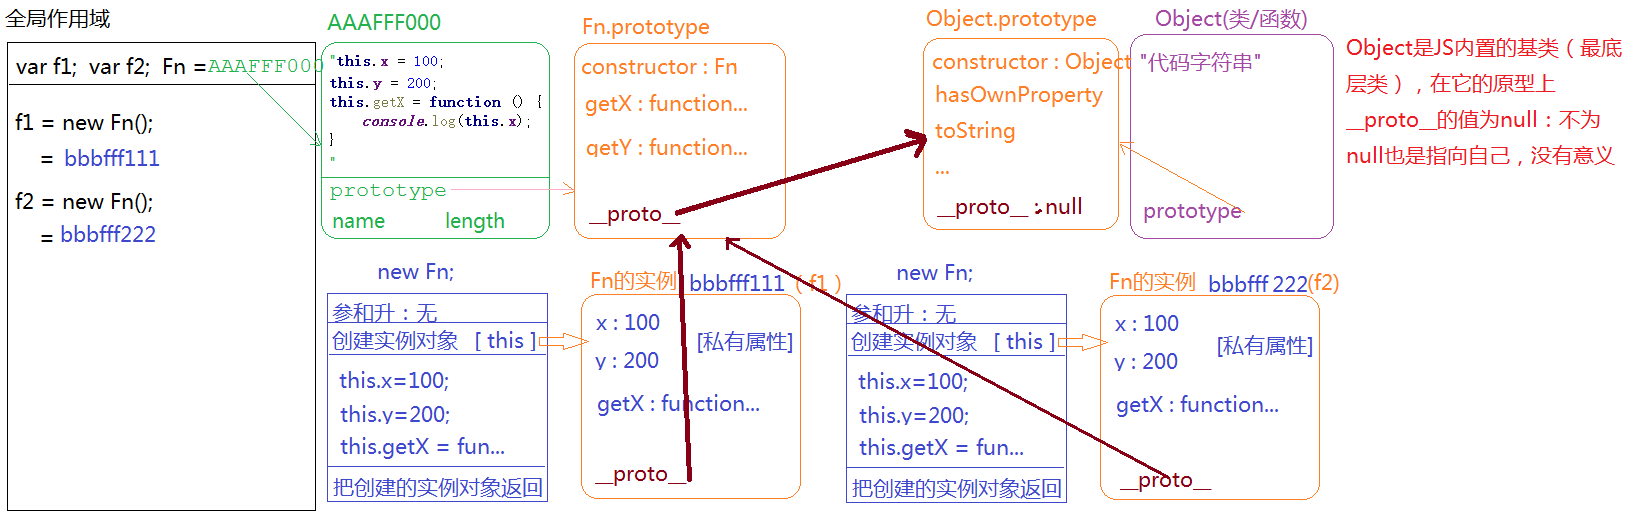 全局作用域
var f1; var f2; Fn =AAAFFF000
f1 = new Fn();
= bbbfff111
f2 = new Fn();
= bbbfff222
AAAFFF000
"this.x = 100;
this.y = 200;
this.getX = function () {
console.log(this.x);
}
"
prototype
name length
Fn.prototype
constructor : Fn
getX : function...
getY : function...
__proto__
Object.prototype
constructor : Object
hasOwnProperty
toString
...
__proto__ : null
Object(类/函数)
"代码字符串"
prototype
Object是JS内置的基类（最底
层类），在它的原型上
__proto__的值为null：不为
null也是指向自己，没有意义
new Fn;
参和升：无
创建实例对象 [ this ]
this.x=100;
this.y=200;
this.getX = fun...
把创建的实例对象返回
Fn的实例 bbbfff111（ f1 ）
x : 100
[私有属性]
y : 200
getX : function...
__proto__
new Fn;
参和升：无
创建实例对象 [ this ]
this.x=100;
this.y=200;
this.getX = fun...
把创建的实例对象返回
Fn的实例 bbbfff 222(f2)
x : 100
[私有属性]
y : 200
getX : function...
__proto__